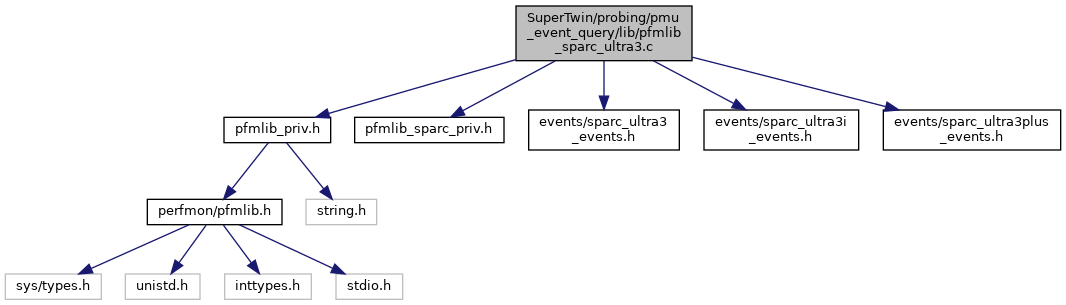 SuperTwin/probing/pmu
_event_query/lib/pfmlib
_sparc_ultra3.c
pfmlib_priv.h
pfmlib_sparc_priv.h
events/sparc_ultra3
_events.h
events/sparc_ultra3i
_events.h
events/sparc_ultra3plus
_events.h
perfmon/pfmlib.h
string.h
sys/types.h
unistd.h
inttypes.h
stdio.h